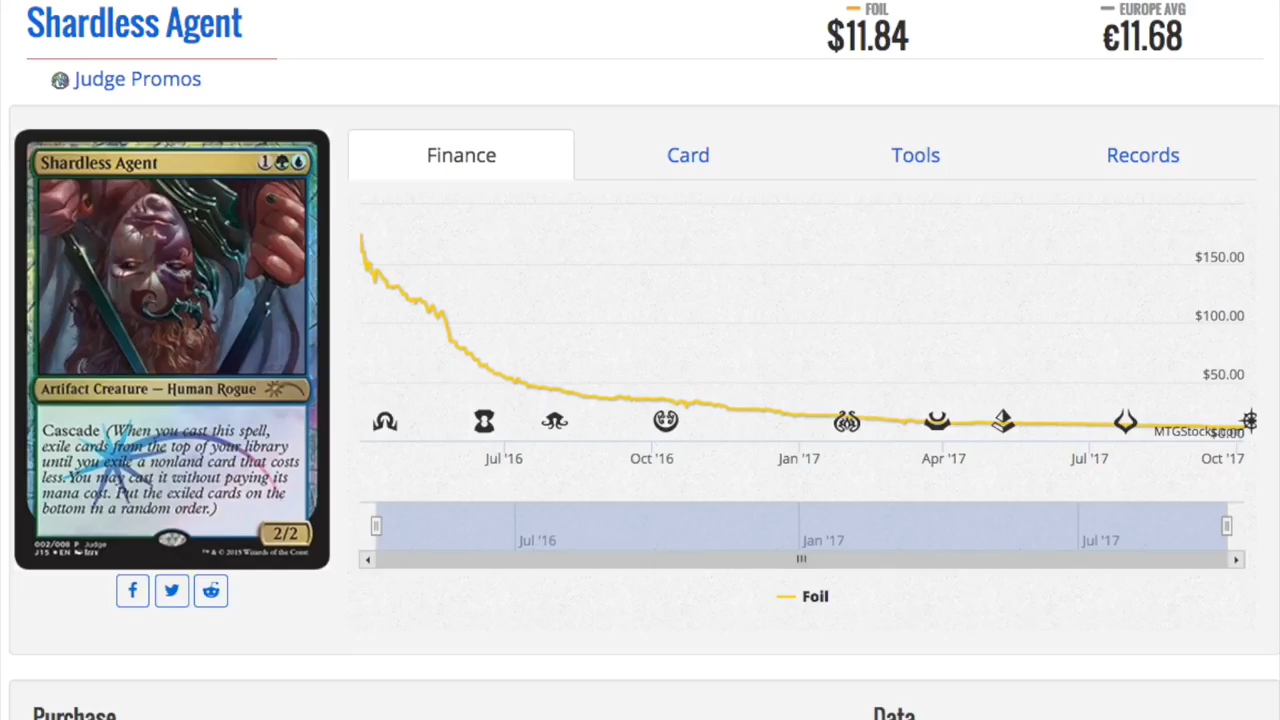 Shardless Agent
FOIL
$11.84
EUROPE AVG
€11.68
Judge Promos
Shardless Agent 1
Artifact Creature — Human Rogue
Cascade (When you cast this spell,
exile cards from the top of your library
until you exile a nonland card that costs
less. You may cast it without paying its
mana cost. Put the exiled cards on the
bottom in a random order.)
2/2
002/008 P Judge
J15 ★ EN Izzy
™ & © 2015 Wizards of the Coast
Finance
Card
Tools
Records
$150.00
$100.00
$50.00
$0.00
MTGStocks.com
Jul '16
Oct '16
Jan '17
Apr '17
Jul '17
Oct '17
Jul '16
Jan '17
Jul '17
Foil
Purchase
Data